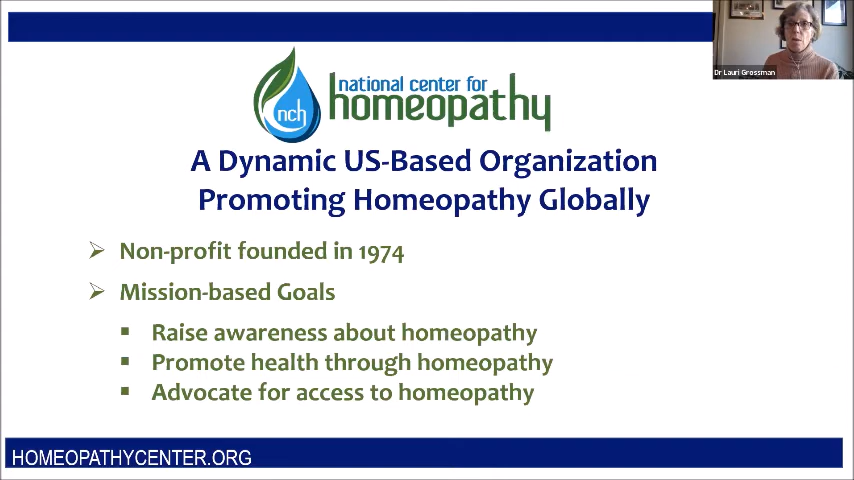 Dr Lauri Grossman
national center for
homeopathy
nch
A Dynamic US-Based Organization
Promoting Homeopathy Globally
Non-profit founded in 1974
Mission-based Goals
Raise awareness about homeopathy
Promote health through homeopathy
Advocate for access to homeopathy
HOMEOPATHYCENTER.ORG